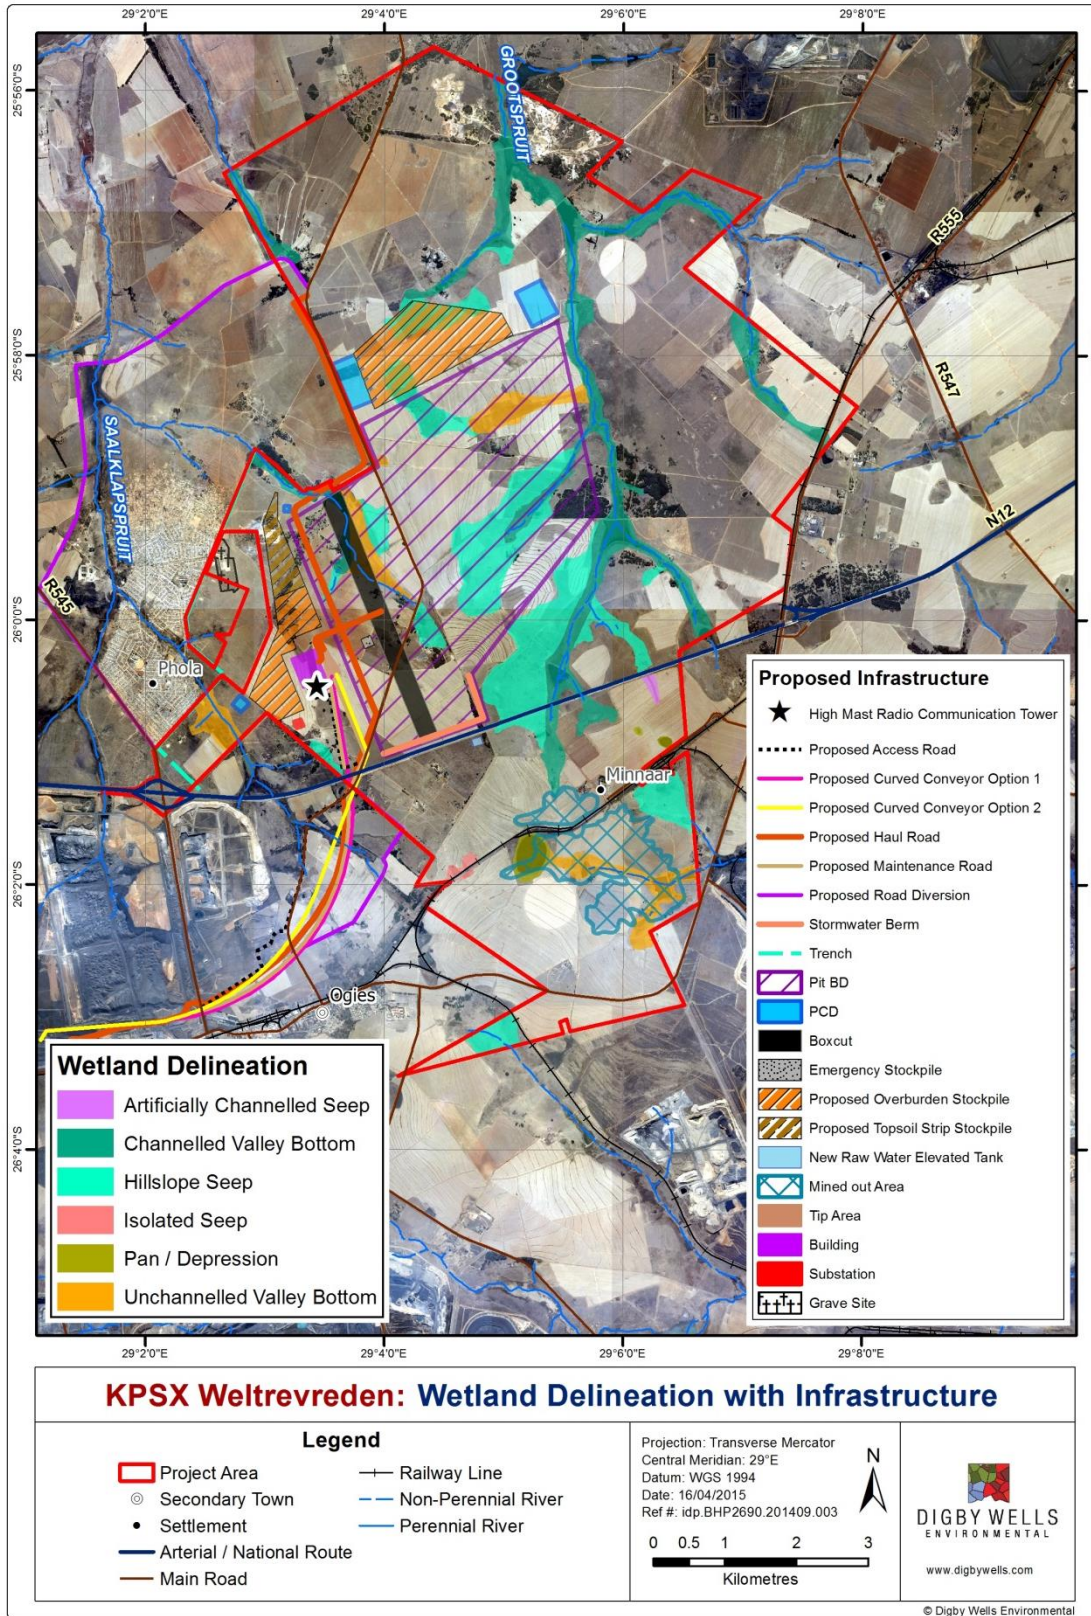 29°2'0"E
29°4'0"E
29°6'0"E
29°8'0"E
25°56'0"S
25°58'0"S
26°0'0"S
26°2'0"S
26°4'0"S
GROOTSPRUIT
R555
R547
N12
SAALKLAPSPRUIT
R545
Phola
Minnaar
Ogies
Proposed Infrastructure
High Mast Radio Communication Tower
Proposed Access Road
Proposed Curved Conveyor Option 1
Proposed Curved Conveyor Option 2
Proposed Haul Road
Proposed Maintenance Road
Proposed Road Diversion
Stormwater Berm
Trench
Pit BD
PCD
Boxcut
Emergency Stockpile
Proposed Overburden Stockpile
Proposed Topsoil Strip Stockpile
New Raw Water Elevated Tank
Mined out Area
Tip Area
Building
Substation
Grave Site
Wetland Delineation
Artificially Channelled Seep
Channelled Valley Bottom
Hillslope Seep
Isolated Seep
Pan / Depression
Unchannelled Valley Bottom
29°2'0"E
29°4'0"E
29°6'0"E
29°8'0"E
KPSX Weltrevreden: Wetland Delineation with Infrastructure
Legend
Project Area
Secondary Town
Settlement
Arterial / National Route
Main Road
Railway Line
Non-Perennial River
Perennial River
Projection: Transverse Mercator
Central Meridian: 29°E
Datum: WGS 1994
Date: 16/04/2015
Ref #: idp.BHP2690.201409.003
N
0 0.5 1 2 3
Kilometres
DIGBY WELLS
ENVIRONMENTAL
www.digbywells.com
© Digby Wells Environmental